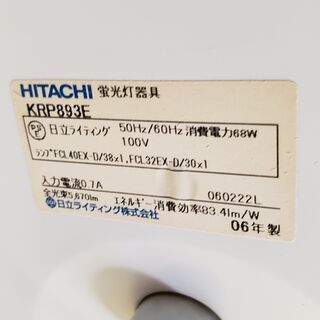 HITACHI 蛍光灯器具
KRP893E
PSE 日立ライティング 50Hz/60Hz 消費電力68W
100V
ランプFCL40EX-D/38x1,FCL32EX-D/30x1
入力電流0.7A 060222L
全光束5,670lm エネルギー消費効率83.4lm/W
日立ライティング株式会社 06年製